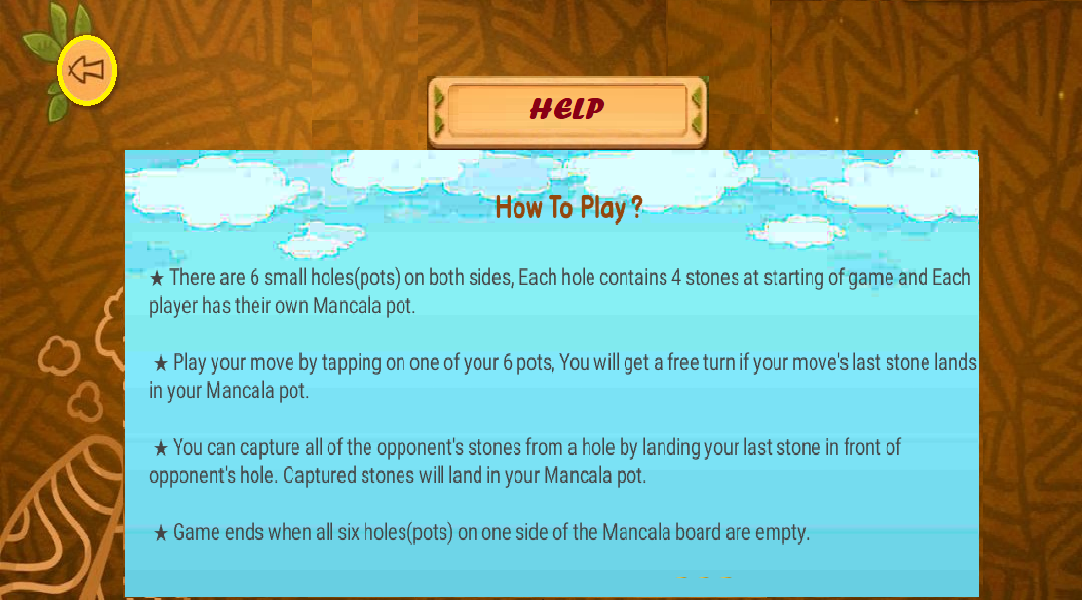 HELP
How To Play ?
★ There are 6 small holes(pots) on both sides, Each hole contains 4 stones at starting of game and Each
player has their own Mancala pot.
★ Play your move by tapping on one of your 6 pots, You will get a free turn if your move's last stone lands
in your Mancala pot.
★ You can capture all of the opponent's stones from a hole by landing your last stone in front of
opponent's hole. Captured stones will land in your Mancala pot.
★ Game ends when all six holes(pots) on one side of the Mancala board are empty.